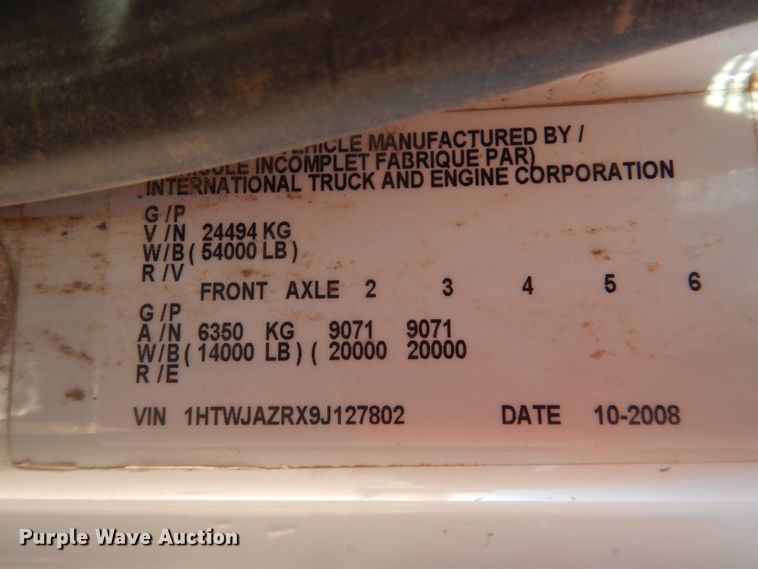 VEHICLE MANUFACTURED BY /
INCOMPLET FABRIQUE PAR)
INTERNATIONAL TRUCK AND ENGINE CORPORATION
G /P
V /N 24494 KG
W/B ( 54000 LB )
R /V
FRONT AXLE 2 3 4 5 6
G /P
A /N 6350 KG 9071 9071
W/B ( 14000 LB ) ( 20000 20000
R /E
VIN 1HTWJAZRX9J127802 DATE 10-2008
Purple Wave Auction